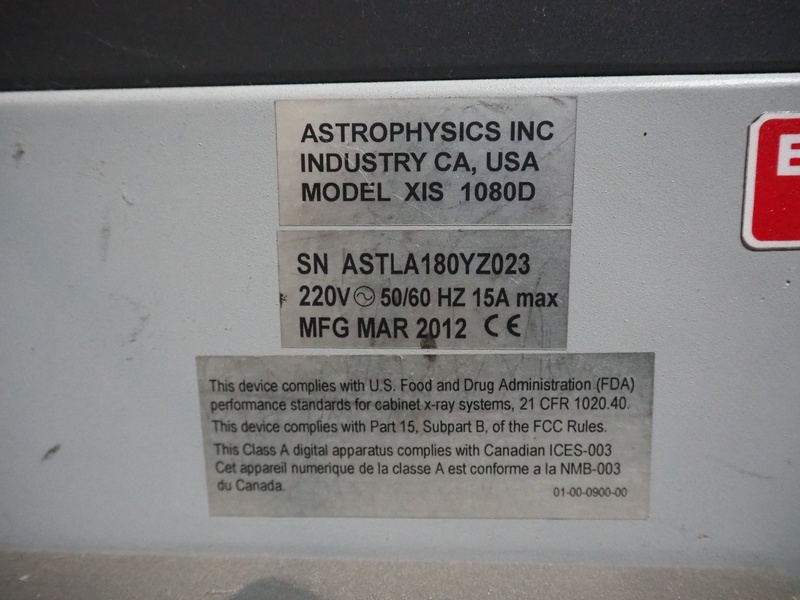 ASTROPHYSICS INC
INDUSTRY CA, USA
MODEL XIS 1080D
SN ASTLA180YZ023
220V 50/60 HZ 15A max
MFG MAR 2012 CE
This device complies with U.S. Food and Drug Administration (FDA)
performance standards for cabinet x-ray systems, 21 CFR 1020.40.
This device complies with Part 15, Subpart B, of the FCC Rules.
This Class A digital apparatus complies with Canadian ICES-003
Cet appareil numerique de la classe A est conforme a la NMB-003
du Canada.
01-00-0900-00